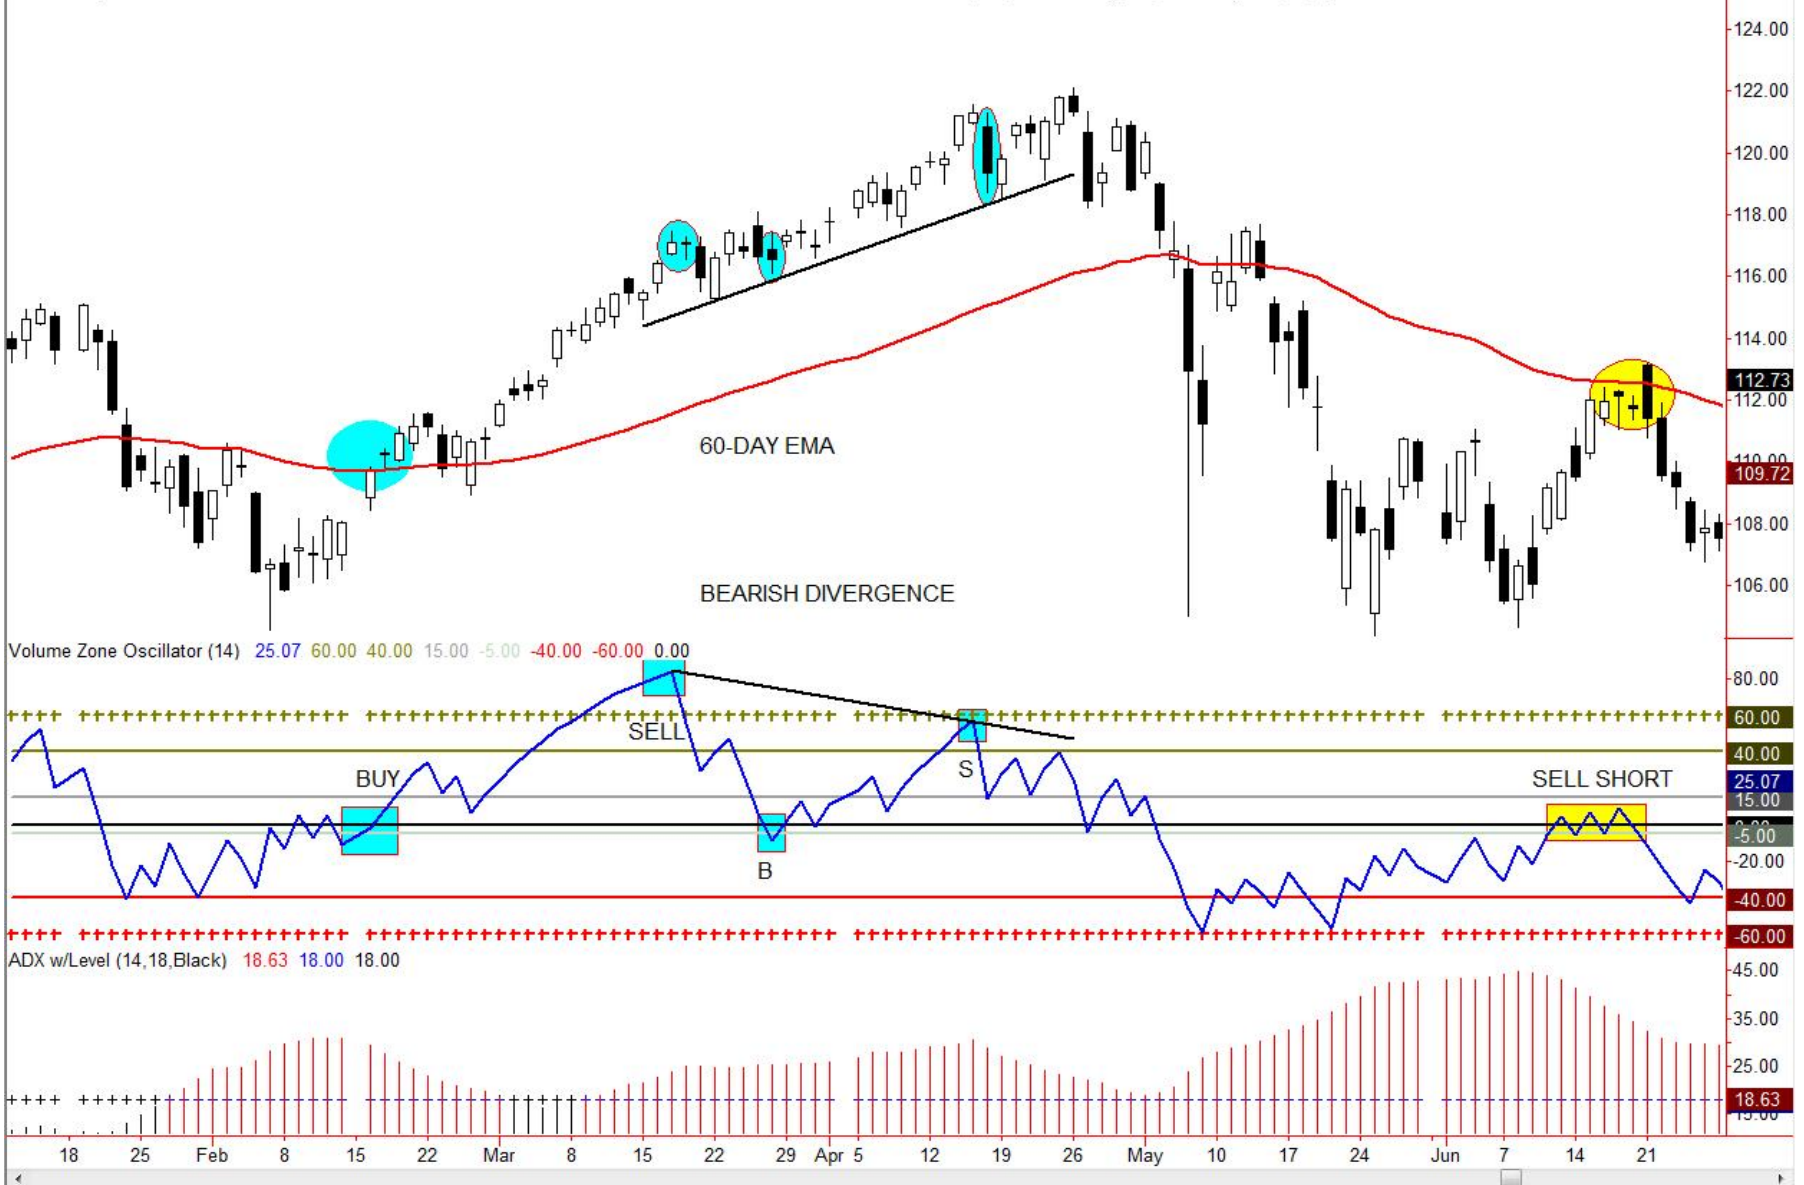 124.00
122.00
120.00
118.00
116.00
114.00
112.73
112.00
60-DAY EMA
110.00
109.72
108.00
BEARISH DIVERGENCE
106.00
Volume Zone Oscillator (14) 25.07 60.00 40.00 15.00 -5.00 -40.00 -60.00 0.00
80.00
60.00
SELL
40.00
S
BUY
SELL SHORT
25.07
15.00
-5.00
B
-20.00
-40.00
-60.00
ADX w/Level (14,18,Black) 18.63 18.00 18.00
45.00
35.00
25.00
18.63
15.00
18 25 Feb 8 15 22 Mar 8 15 22 29 Apr 5 12 19 26 May 10 17 24 Jun 7 14 21